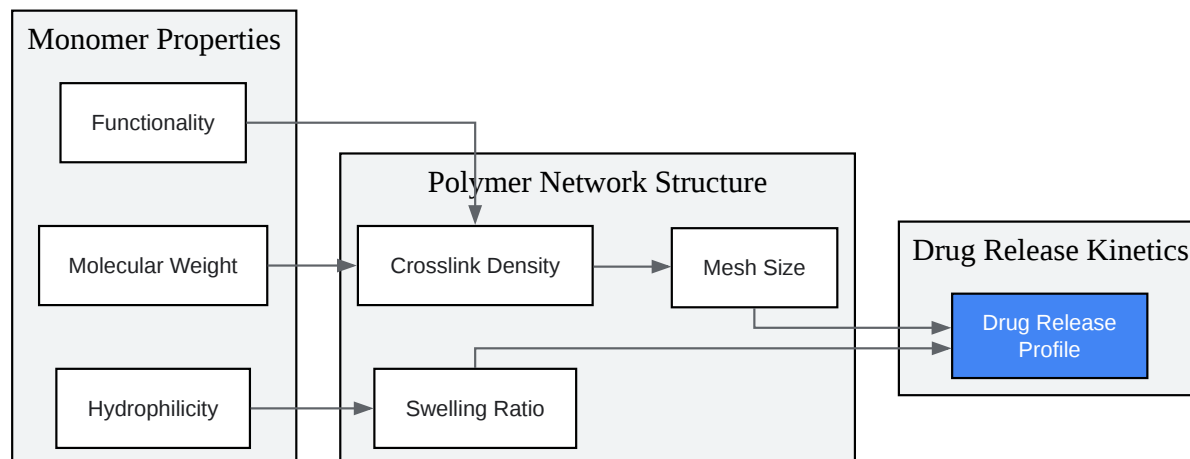 Monomer Properties
Functionality
Molecular Weight
Hydrophilicity
Polymer Network Structure
Crosslink Density
Mesh Size
Swelling Ratio
Drug Release Kinetics
Drug Release
Profile